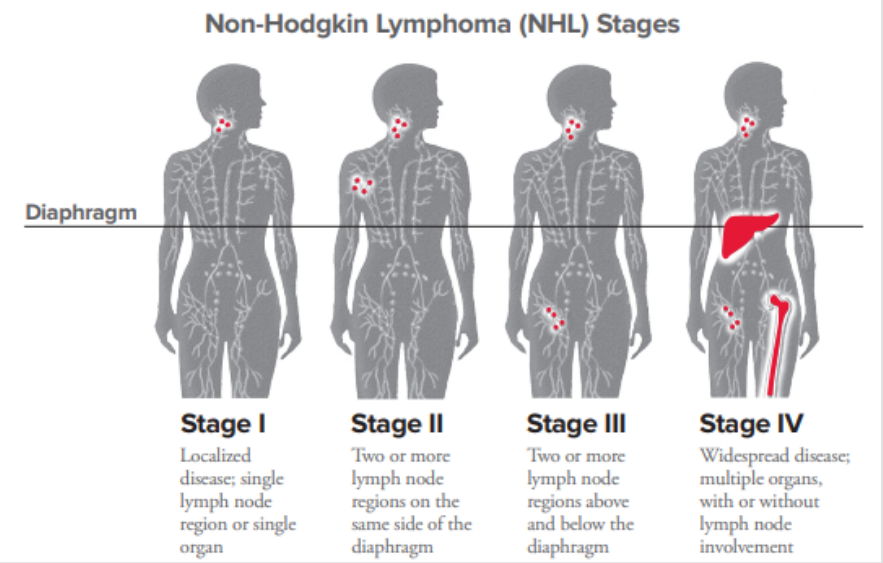 Non-Hodgkin Lymphoma (NHL) Stages
Diaphragm
Stage I
Localized
disease; single
lymph node
region or single
organ
Stage II
Two or more
lymph node
regions on the
same side of the
diaphragm
Stage III
Two or more
lymph node
regions above
and below the
diaphragm
Stage IV
Widespread disease;
multiple organs,
with or without
lymph node
involvement